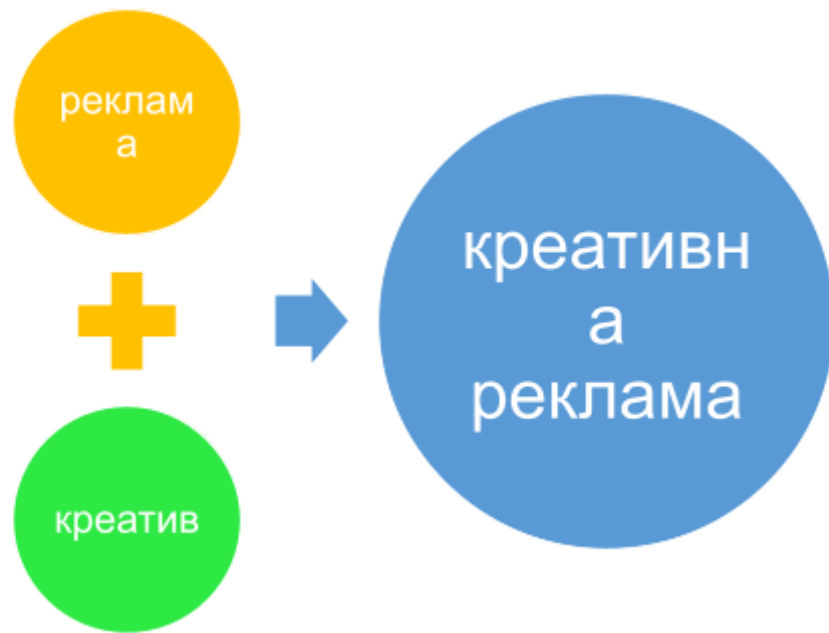 реклам
а
креатив
креативн
а
реклама